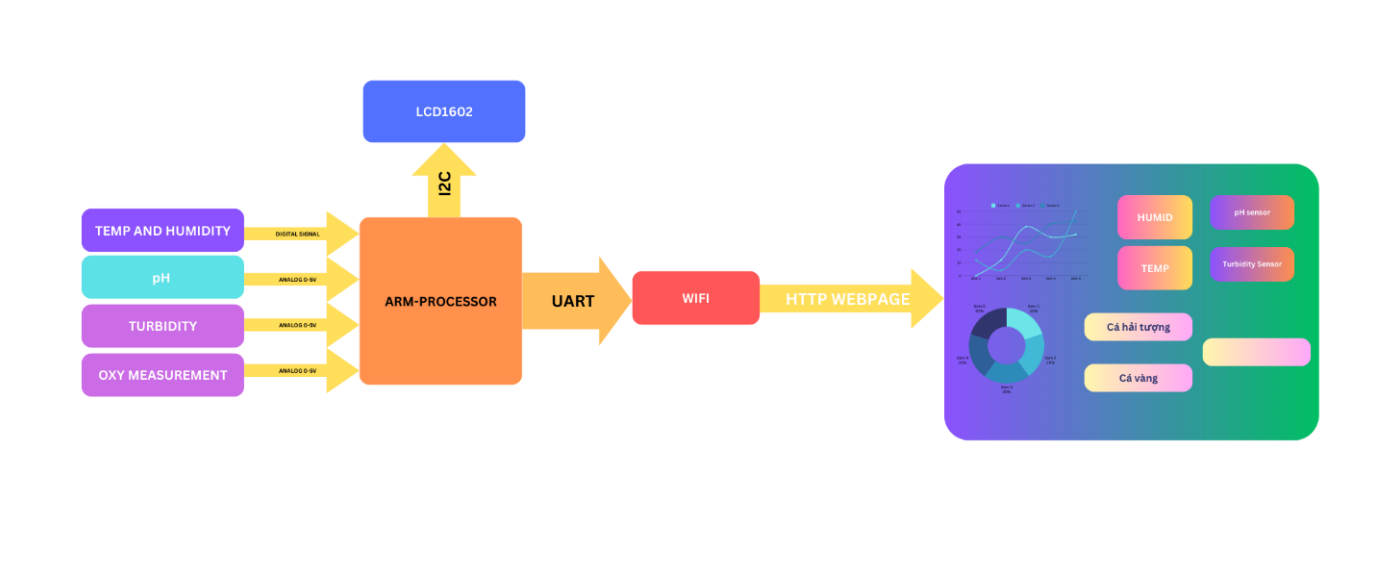 LCD1602
I2C
TEMP AND HUMIDITY
DIGITAL SIGNAL
pH
ANALOG 0-5V
TURBIDITY
ANALOG 0-5V
OXY MEASUREMENT
ANALOG 0-5V
ARM-PROCESSOR
UART
WIFI
HTTP WEBPAGE
HUMID
pH sensor
TEMP
Turbidity Sensor
Cá hải tượng
Cá vàng